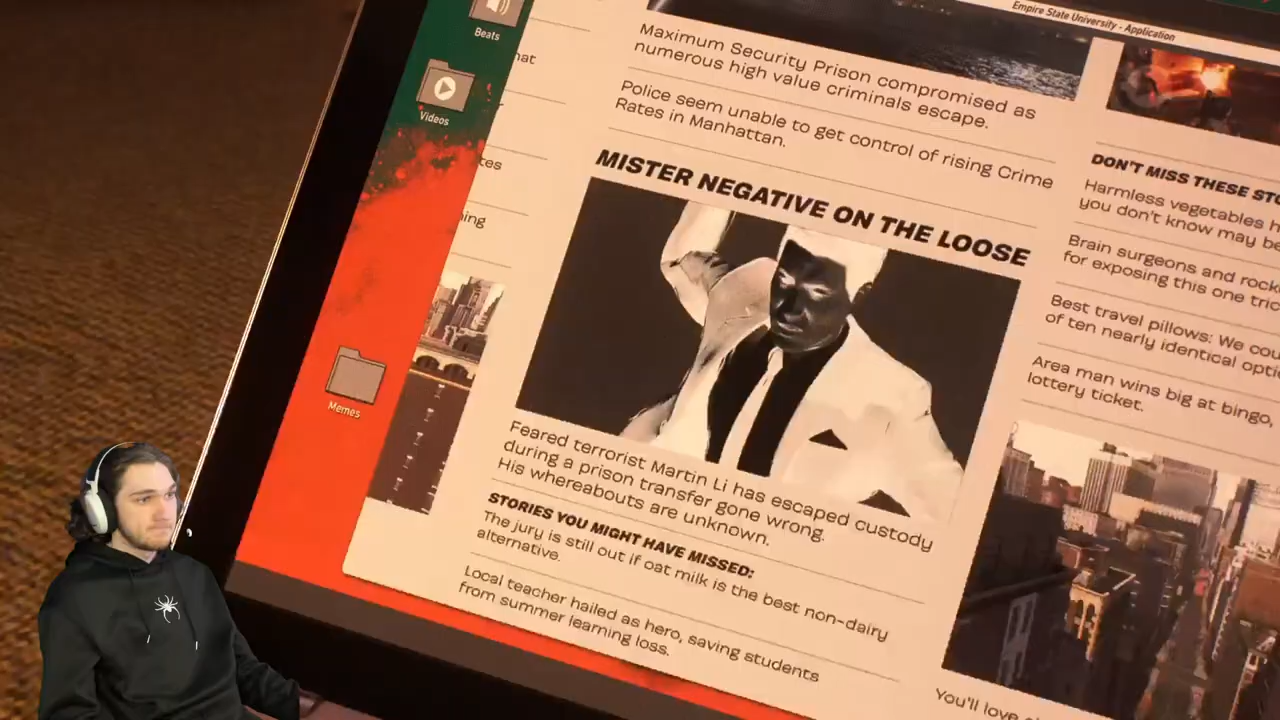 Empire State University - Application
Beats
Videos
Memes
hat
tes
ing
Maximum Security Prison compromised as
numerous high value criminals escape.
Police seem unable to get control of rising Crime
Rates in Manhattan.
MISTER NEGATIVE ON THE LOOSE
Feared terrorist Martin Li has escaped custody
during a prison transfer gone wrong.
His whereabouts are unknown.
STORIES YOU MIGHT HAVE MISSED:
The jury is still out if oat milk is the best non-dairy
alternative.
Local teacher hailed as hero, saving students
from summer learning loss.
DON'T MISS THESE
Harmless vegetables
you don't know may be
Brain surgeons and
for exposing this one
Best travel pillows: We
of ten nearly identical
Area man wins big at bingo,
lottery ticket.
You'll love